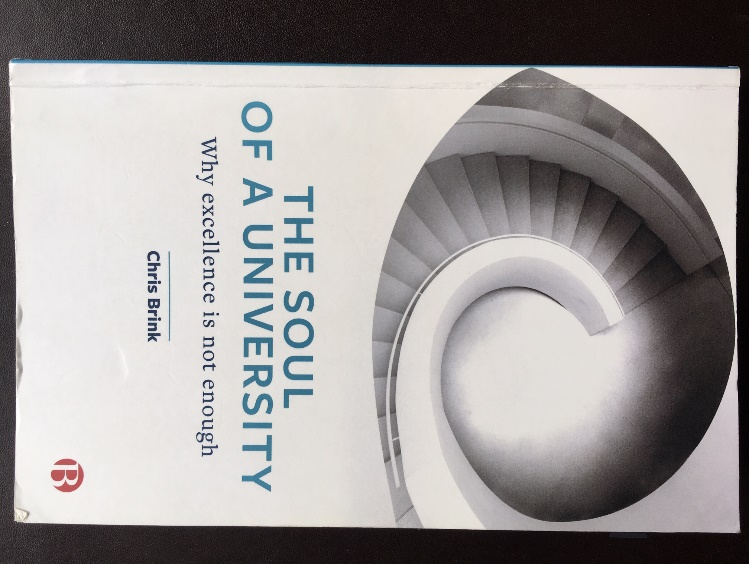 THE SOUL
OF A UNIVERSITY
Why excellence is not enough
Chris Brink
B